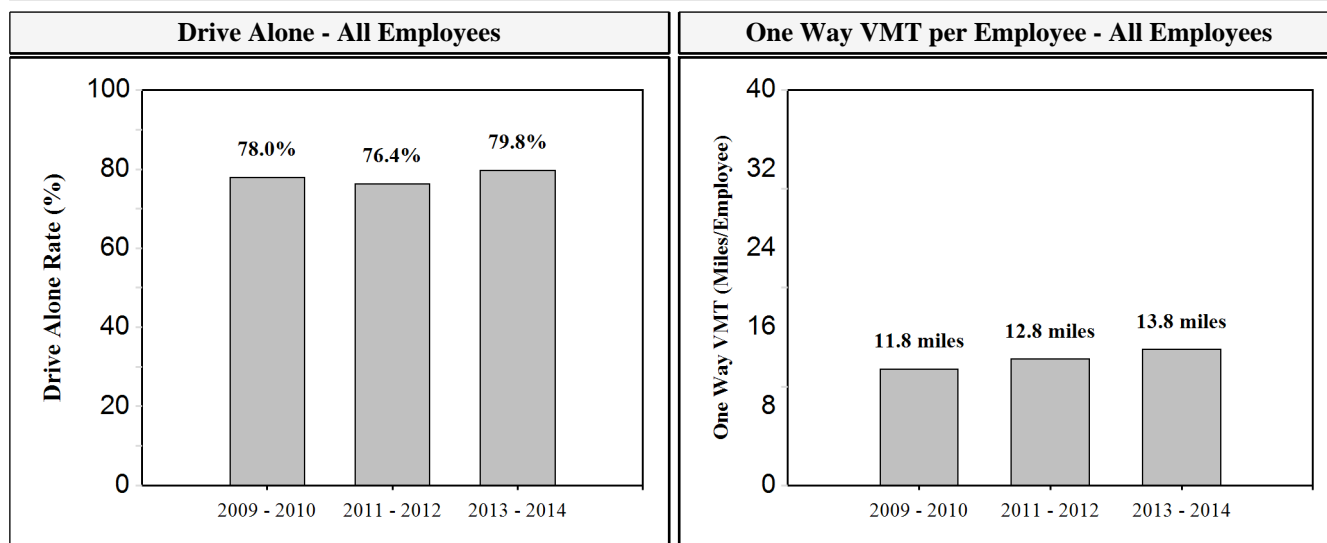 Drive Alone - All Employees
Drive Alone Rate (%)
100
80
60
40
20
0
78.0%
76.4%
79.8%
2009 - 2010
2011 - 2012
2013 - 2014
One Way VMT per Employee - All Employees
One Way VMT (Miles/Employee)
40
32
24
16
8
0
11.8 miles
12.8 miles
13.8 miles
2009 - 2010
2011 - 2012
2013 - 2014